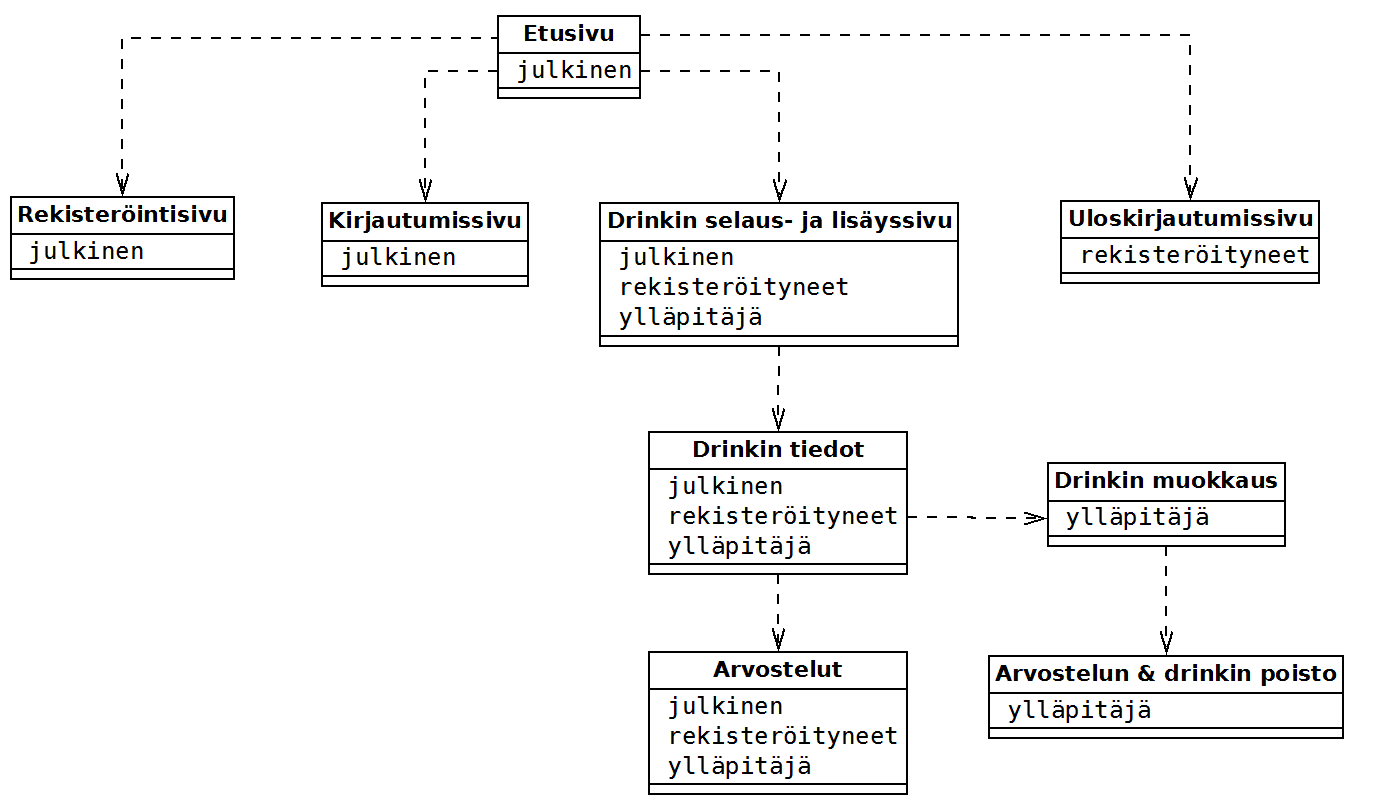 Etusivu
julkinen
Rekisteröintisivu
julkinen
Kirjautumissivu
julkinen
Drinkin selaus- ja lisäyssivu
julkinen
rekisteröityneet
ylläpitäjä
Uloskirjautumissivu
rekisteröityneet
Drinkin tiedot
julkinen
rekisteröityneet
ylläpitäjä
Drinkin muokkaus
ylläpitäjä
Arvostelut
julkinen
rekisteröityneet
ylläpitäjä
Arvostelun & drinkin poisto
ylläpitäjä